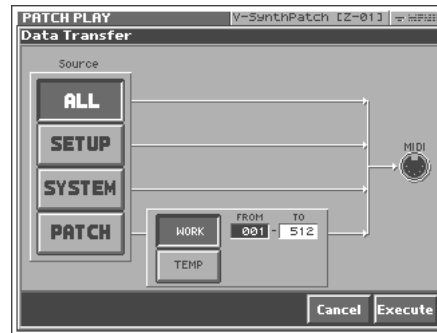 PATCH PLAY
V-SynthPatch [Z-01]
Data Transfer
Source
ALL
SETUP
SYSTEM
PATCH
WORK
TEMP
FROM TO
001 - 512
MIDI
Cancel Execute